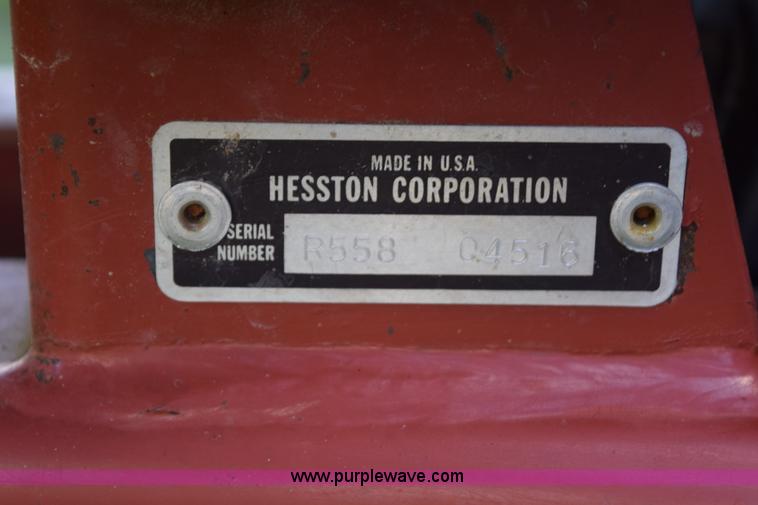 MADE IN U.S.A.
HESSTON CORPORATION
SERIAL NUMBER R558 04516
www.purplewave.com